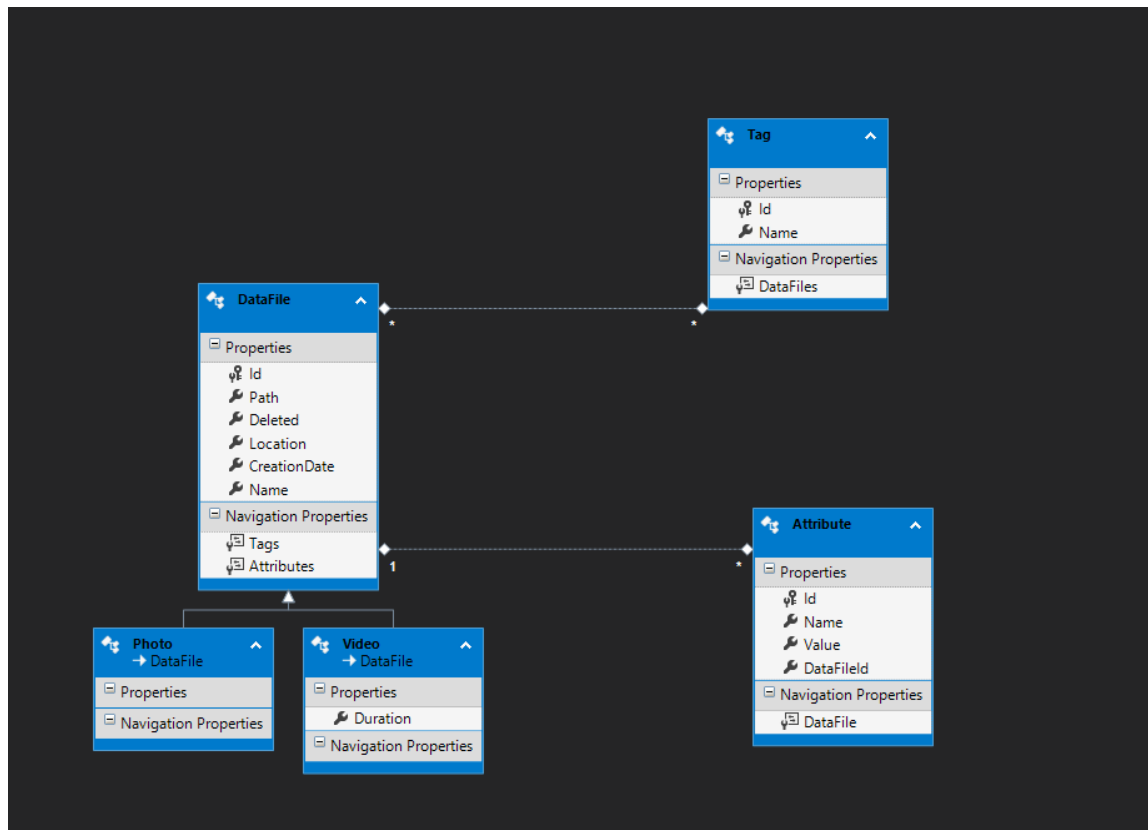 Tag
Properties
Id
Name
Navigation Properties
DataFiles
DataFile
Properties
Id
Path
Deleted
Location
CreationDate
Name
Navigation Properties
Tags
Attributes
*
*
1
*
Attribute
Properties
Id
Name
Value
DataFileId
Navigation Properties
DataFile
Photo
DataFile
Properties
Navigation Properties
Video
DataFile
Properties
Duration
Navigation Properties